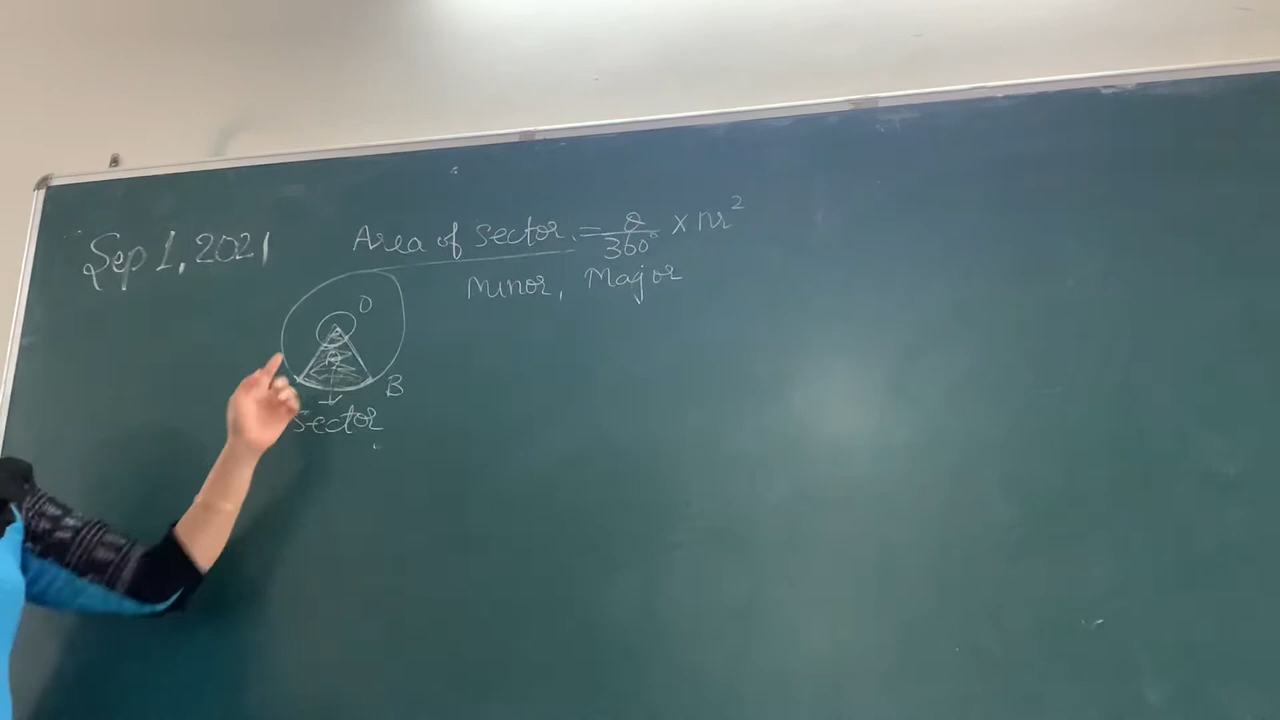 Sep 1, 2021
Area of Sector = θ/360° × πr²
Minor, Major
O
θ
B
Sector